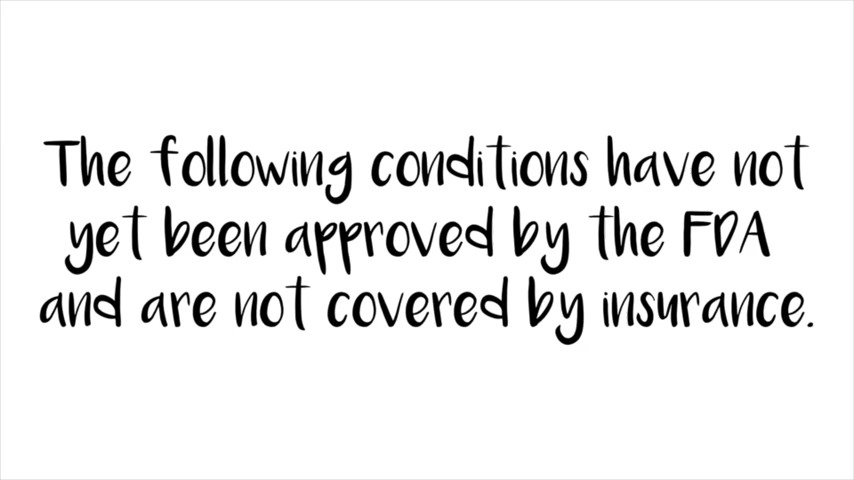 The following conditions have not
yet been approved by the FDA
and are not covered by insurance.